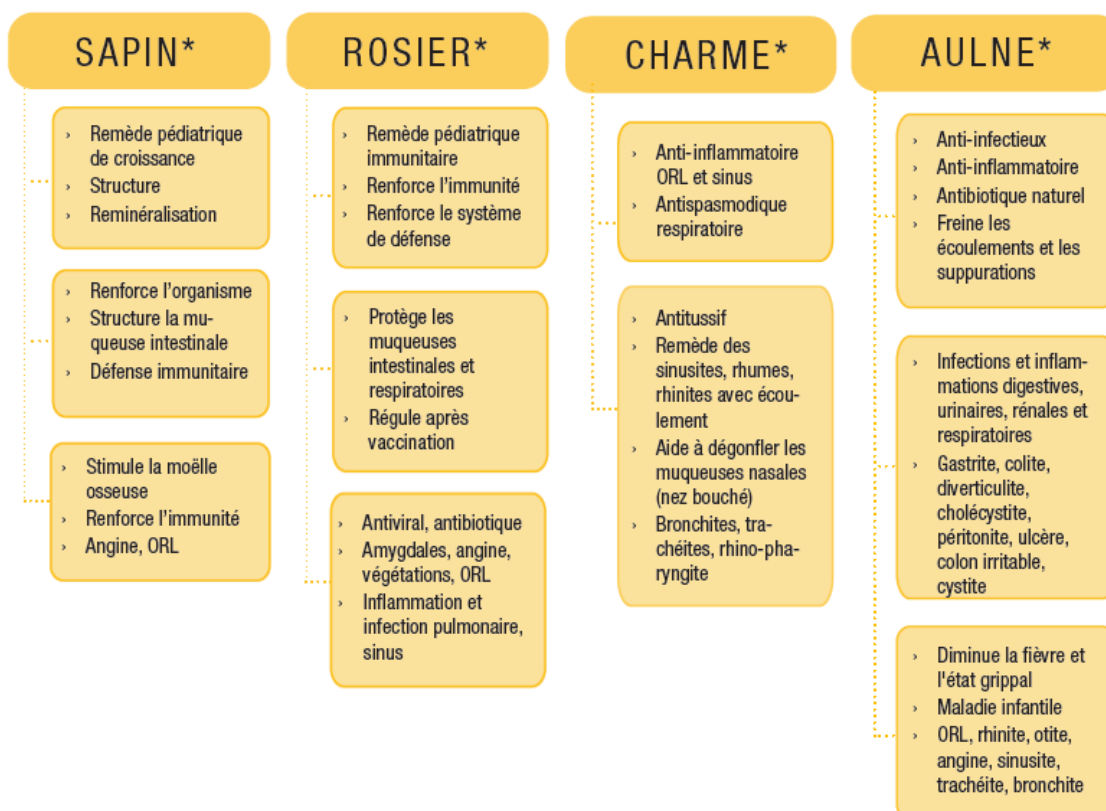 SAPIN*
› Remède pédiatrique
de croissance
› Structure
› Reminéralisation
› Renforce l'organisme
› Structure la mu-
queuse intestinale
› Défense immunitaire
› Stimule la moëlle
osseuse
› Renforce l'immunité
› Angine, ORL
ROSIER*
› Remède pédiatrique
immunitaire
› Renforce l'immunité
› Renforce le système
de défense
› Protège les
muqueuses
intestinales et
respiratoires
› Régule après
vaccination
› Antiviral, antibiotique
› Amygdales, angine,
végétations, ORL
› Inflammation et
infection pulmonaire,
sinus
CHARME*
› Anti-inflammatoire
ORL et sinus
› Antispasmodique
respiratoire
› Antitussif
› Remède des
sinusites, rhumes,
rhinites avec écou-
lement
› Aide à dégonfler les
muqueuses nasales
(nez bouché)
› Bronchites, tra-
chéites, rhino-pha-
ryngite
AULNE*
› Anti-infectieux
› Anti-inflammatoire
› Antibiotique naturel
› Freine les
écoulements et les
suppurations
› Infections et inflam-
mations digestives,
urinaires, rénales et
respiratoires
› Gastrite, colite,
diverticulite,
cholécystite,
péritonite, ulcère,
colon irritable,
cystite
› Diminue la fièvre et
l'état grippal
› Maladie infantile
› ORL, rhinite, otite,
angine, sinusite,
trachéite, bronchite